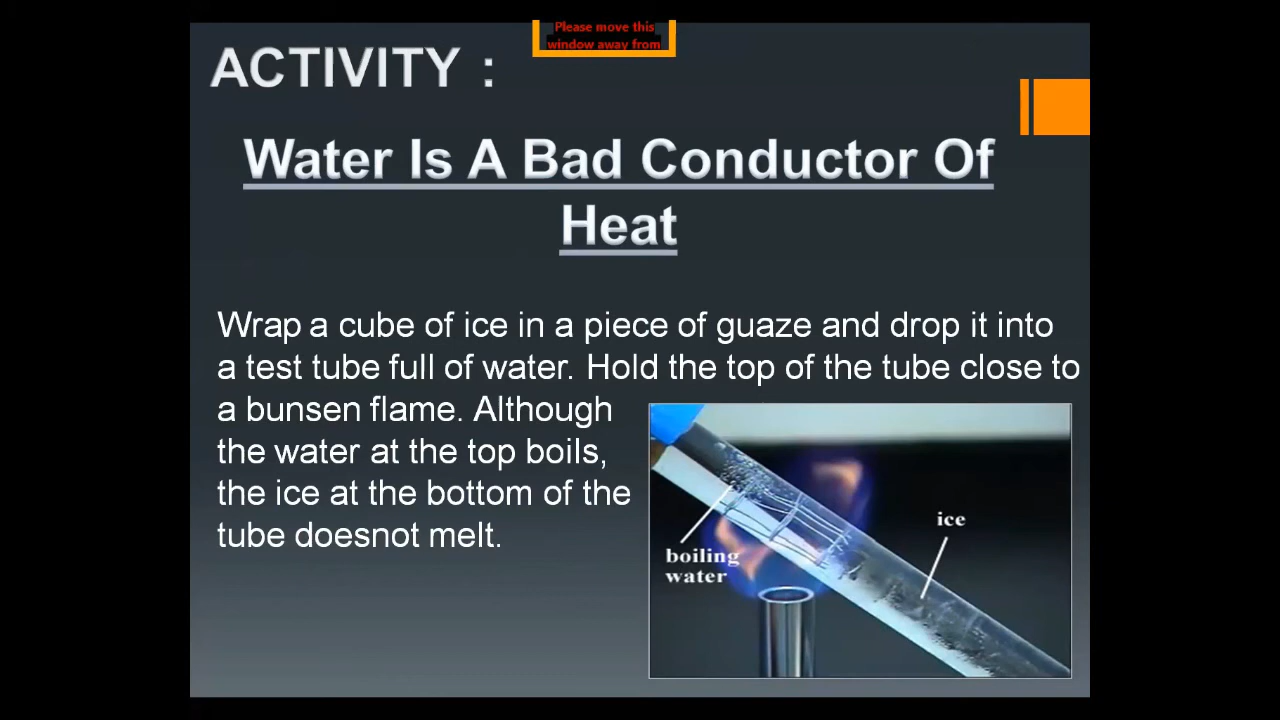 Please move this
window away from
ACTIVITY :
Water Is A Bad Conductor Of
Heat
Wrap a cube of ice in a piece of guaze and drop it into
a test tube full of water. Hold the top of the tube close to
a bunsen flame. Although
the water at the top boils,
the ice at the bottom of the
tube doesnot melt.
boiling
water
ice